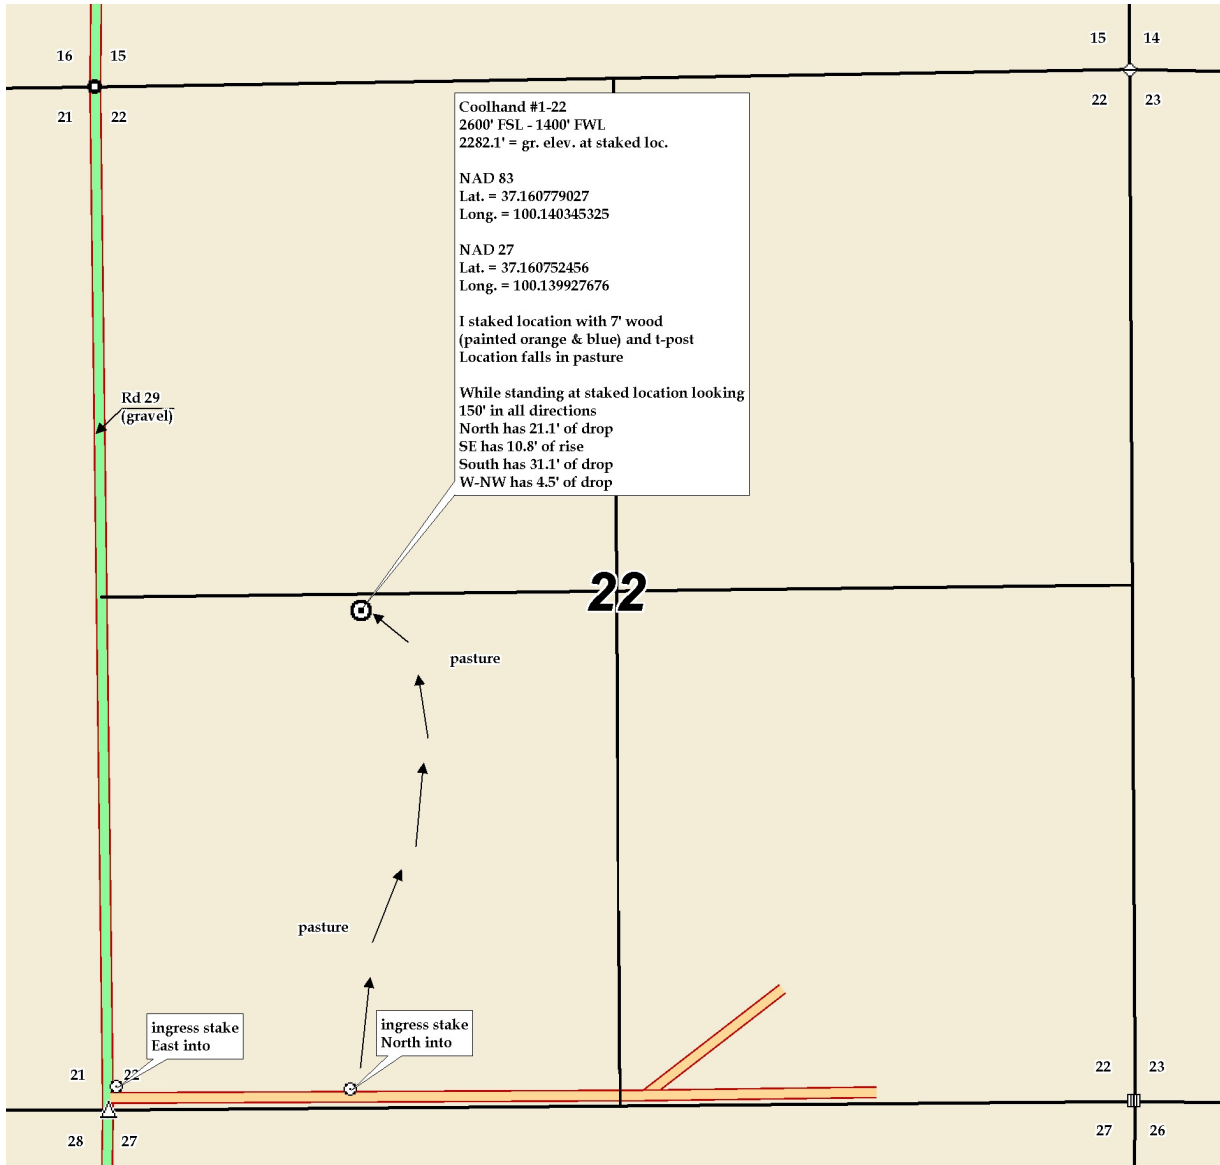 16 15
15 14
21 22
22 23
Coolhand #1-22
2600' FSL - 1400' FWL
2282.1' = gr. elev. at staked loc.
NAD 83
Lat. = 37.160779027
Long. = 100.140345325
NAD 27
Lat. = 37.160752456
Long. = 100.139927676
I staked location with 7' wood
(painted orange & blue) and t-post
Location falls in pasture
While standing at staked location looking
150' in all directions
North has 21.1' of drop
SE has 10.8' of rise
South has 31.1' of drop
W-NW has 4.5' of drop
Rd 29
(gravel)
22
pasture
pasture
ingress stake
East into
ingress stake
North into
21 22
22 23
28 27
27 26